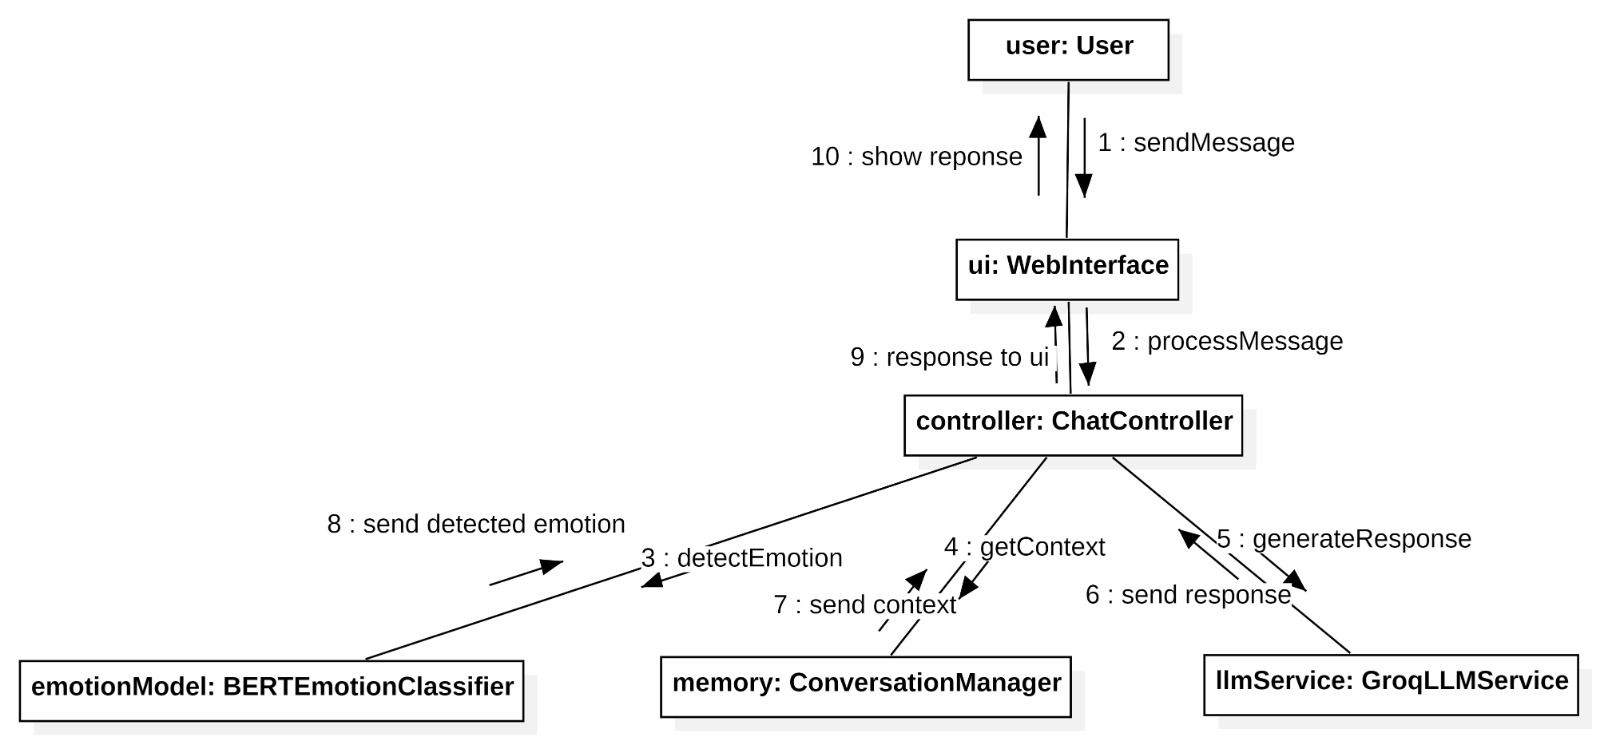 user: User
1 : sendMessage
10 : show reponse
ui: WebInterface
2 : processMessage
9 : response to ui
controller: ChatController
8 : send detected emotion
5 : generateResponse
4 : getContext
3 : detectEmotion
6 : send response
7 : send context
emotionModel: BERTEmotionClassifier
memory: ConversationManager
llmService: GroqLLMService